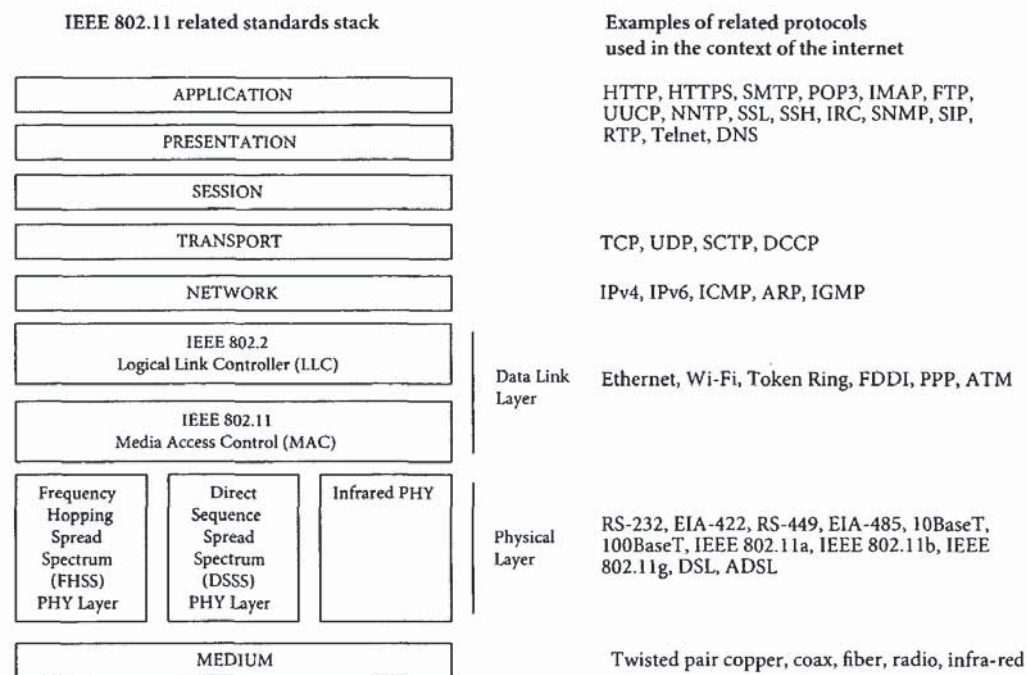 IEEE 802.11 related standards stack
Examples of related protocols
used in the context of the internet
APPLICATION
HTTP, HTTPS, SMTP, POP3, IMAP, FTP,
UUCP, NNTP, SSL, SSH, IRC, SNMP, SIP,
RTP, Telnet, DNS
PRESENTATION
SESSION
TRANSPORT
TCP, UDP, SCTP, DCCP
NETWORK
IPv4, IPv6, ICMP, ARP, IGMP
IEEE 802.2
Logical Link Controller (LLC)
IEEE 802.11
Media Access Control (MAC)
Data Link
Layer
Ethernet, Wi-Fi, Token Ring, FDDI, PPP, ATM
Frequency
Hopping
Spread
Spectrum
(FHSS)
PHY Layer
Direct
Sequence
Spread
Spectrum
(DSSS)
PHY Layer
Infrared PHY
Physical
Layer
RS-232, EIA-422, RS-449, EIA-485, 10BaseT,
100BaseT, IEEE 802.11a, IEEE 802.11b, IEEE
802.11g, DSL, ADSL
MEDIUM
Twisted pair copper, coax, fiber, radio, infra-red